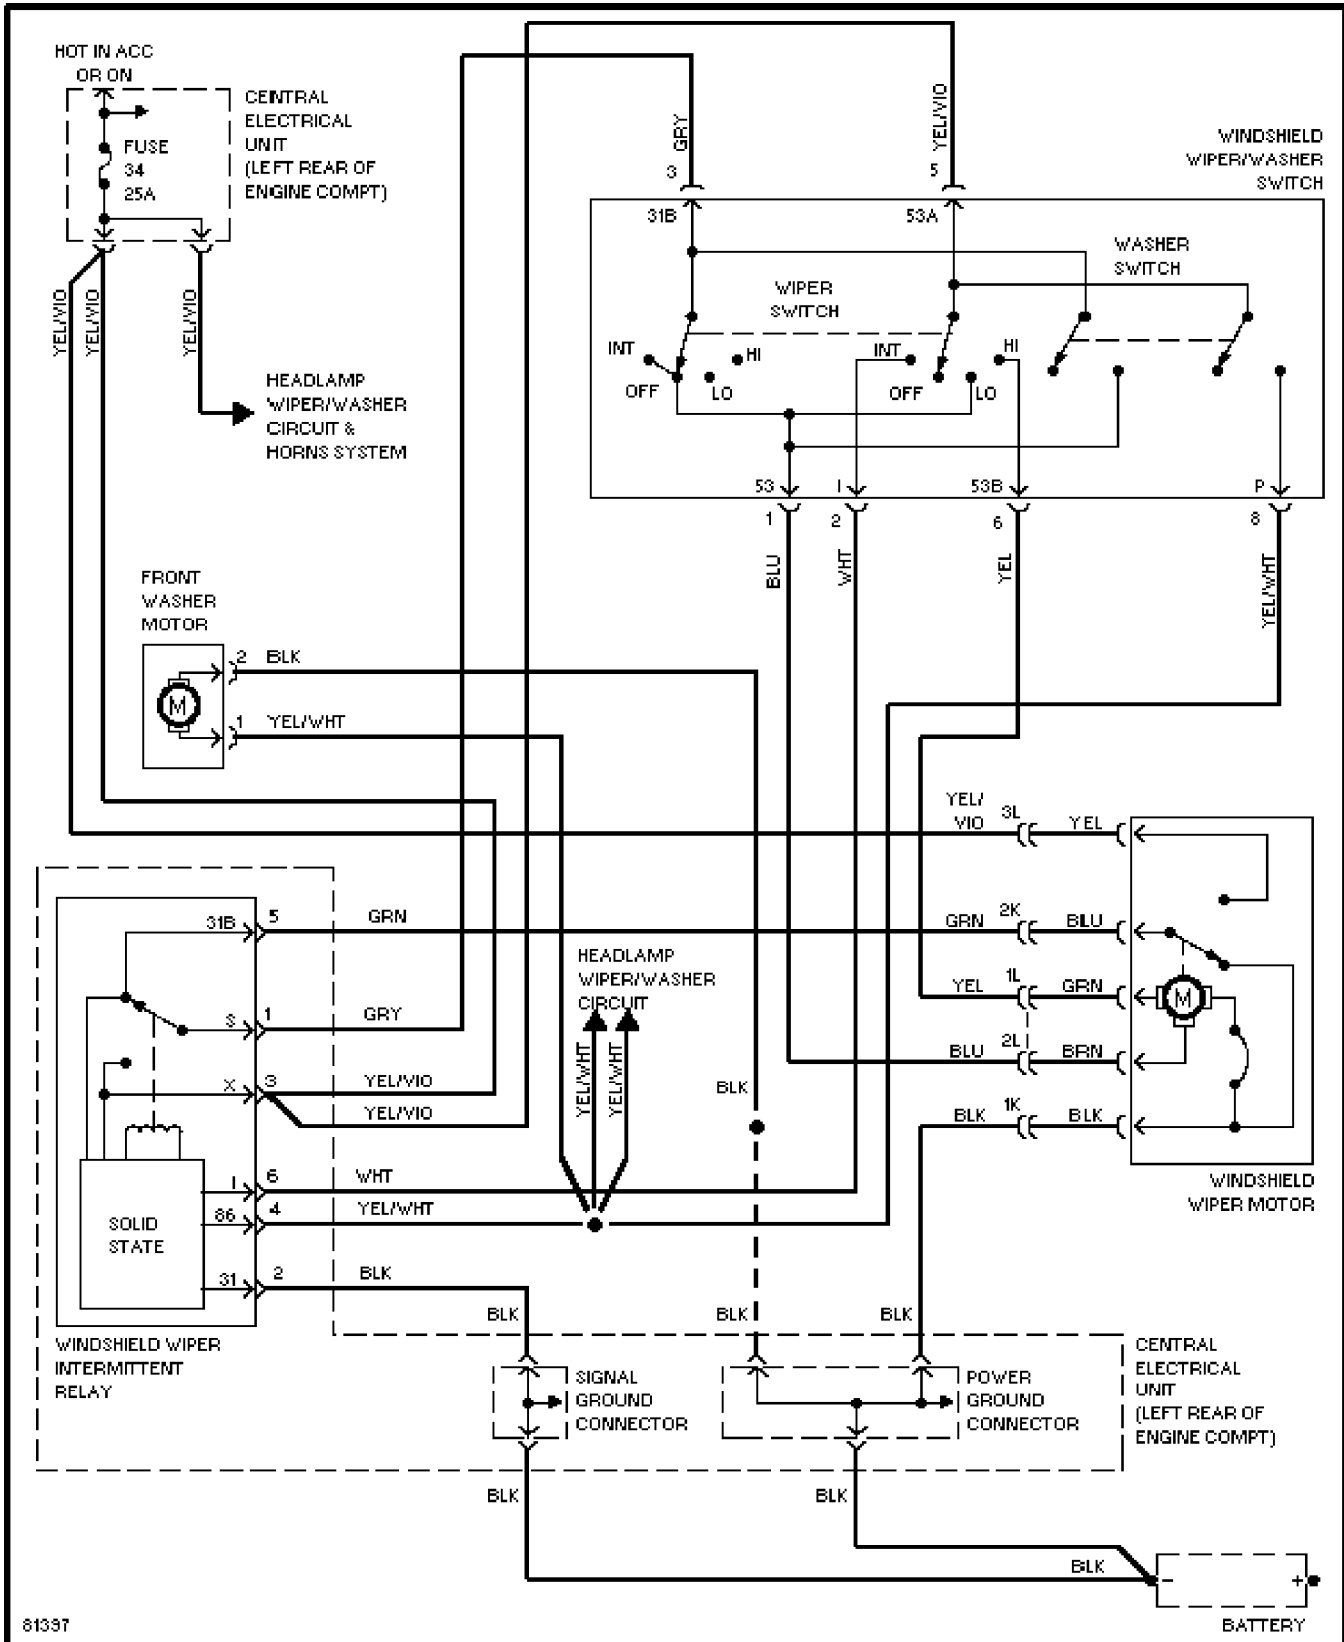 HOT IN ACC
OR ON
CENTRAL
ELECTRICAL
UNIT
(LEFT REAR OF
ENGINE COMPT)
FUSE
34
25A
YEL/VIO
YEL/VIO
YEL/VIO
HEADLAMP
WIPER/WASHER
CIRCUIT &
HORNS SYSTEM
GRY
3
YEL/VIO
5
WINDSHIELD
WIPER/WASHER
SWITCH
31B
53A
WASHER
SWITCH
WIPER
SWITCH
INT
OFF
LO
HI
INT
OFF
LO
HI
53
I
53B
P
1
2
6
8
BLU
WHT
YEL
YEL/WHT
FRONT
WASHER
MOTOR
M
2
BLK
1
YEL/WHT
YEL/
VIO
3L
YEL
GRN
2K
BLU
YEL
1L
GRN
BLU
2L
BRN
BLK
1K
BLK
M
WINDSHIELD
WIPER MOTOR
31B
5
GRN
S
1
GRY
X
3
YEL/VIO
YEL/VIO
I
6
WHT
86
4
YEL/WHT
31
2
BLK
SOLID
STATE
WINDSHIELD WIPER
INTERMITTENT
RELAY
HEADLAMP
WIPER/WASHER
CIRCUIT
YEL/WHT
YEL/WHT
BLK
BLK
BLK
BLK
SIGNAL
GROUND
CONNECTOR
POWER
GROUND
CONNECTOR
CENTRAL
ELECTRICAL
UNIT
(LEFT REAR OF
ENGINE COMPT)
BLK
BLK
BLK
-
+
BATTERY
81397